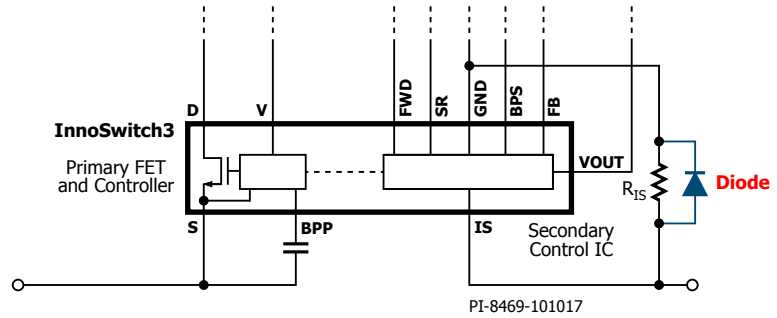 D
V
FWD
SR
GND
BPS
FB
InnoSwitch3
Primary FET
and Controller
VOUT
RIS
Diode
S
BPP
IS
Secondary
Control IC
PI-8469-101017